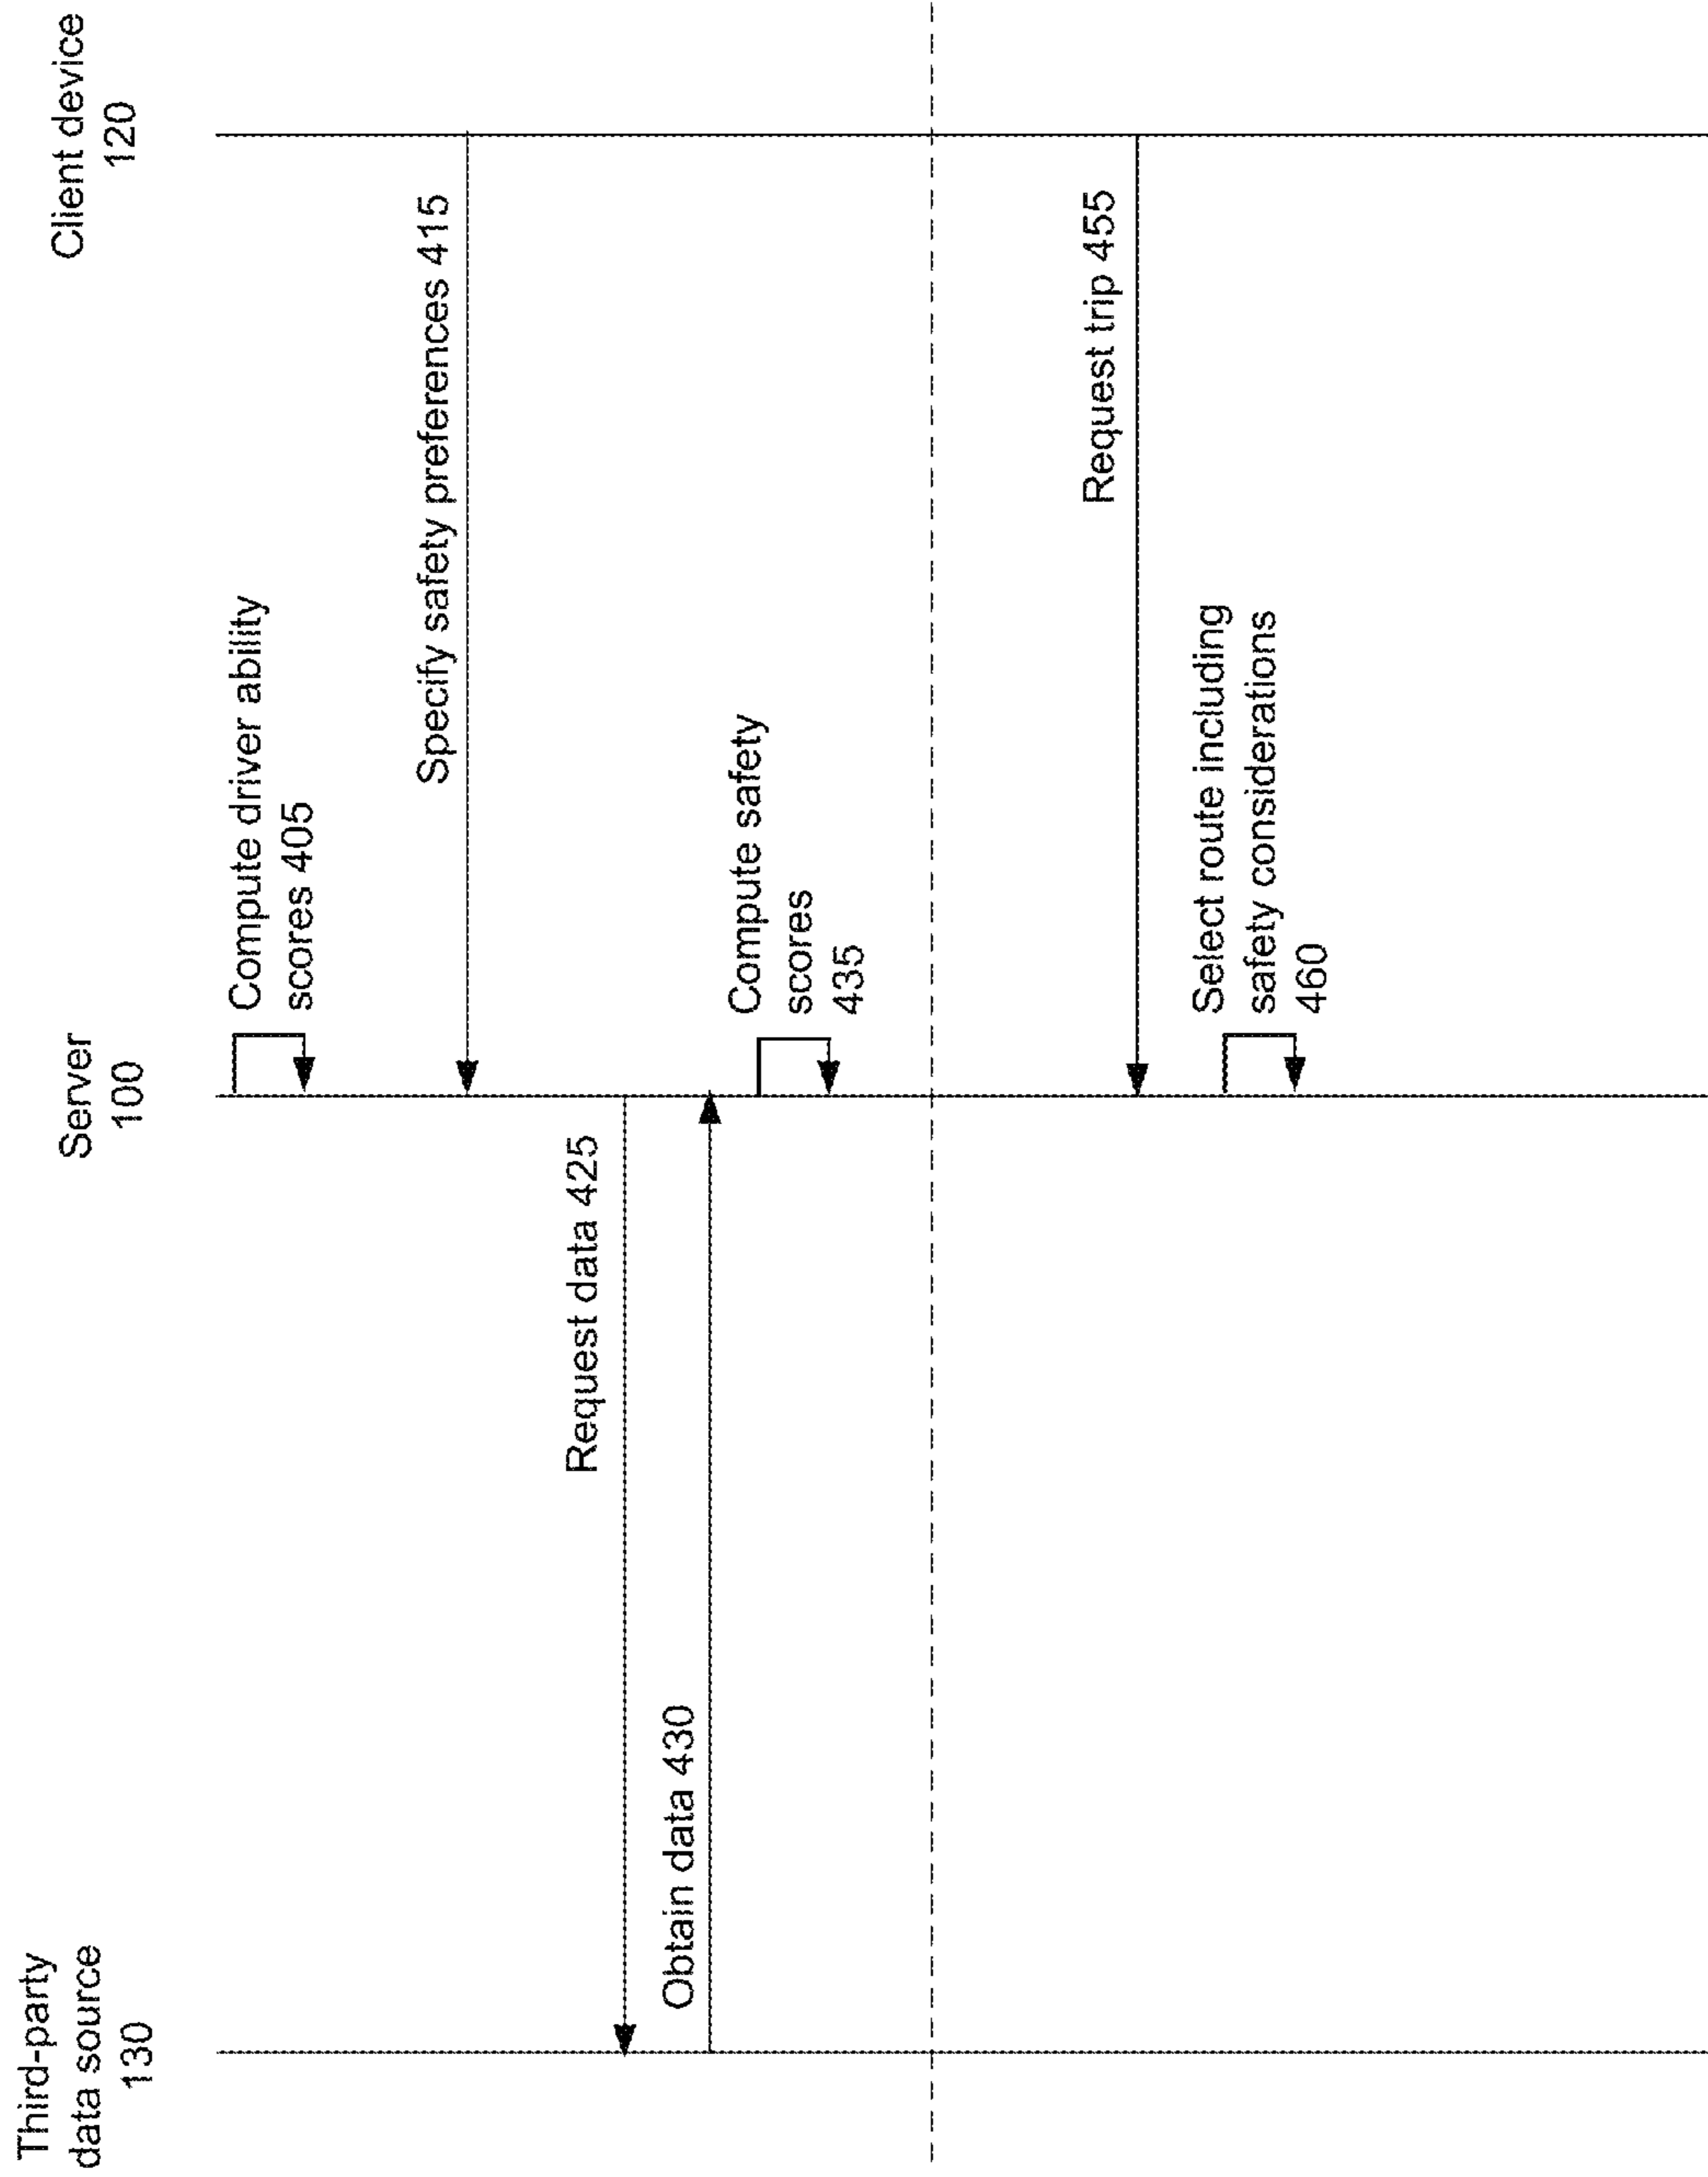 Third-party
data source
130
Server
100
Client device
120
Compute driver ability
scores 405
Specify safety preferences 415
Request data 425
Obtain data 430
Compute safety
scores
435
Request trip 455
Select route including
safety considerations
460